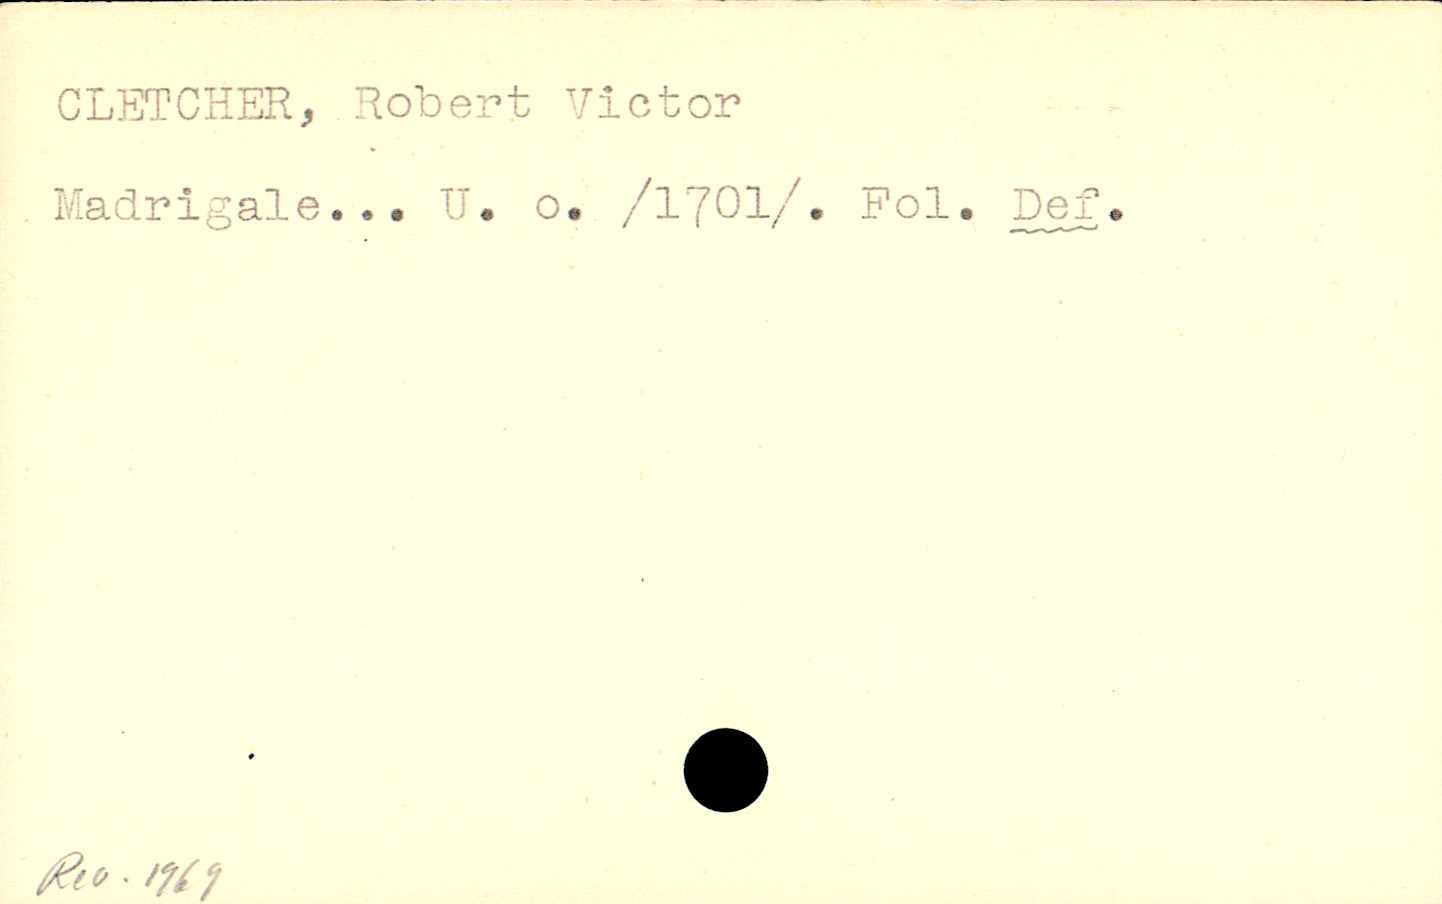 CLETCHER, Robert Victor
Madrigale... U. o. /1701/. Fol. Def.
Rev. 1969